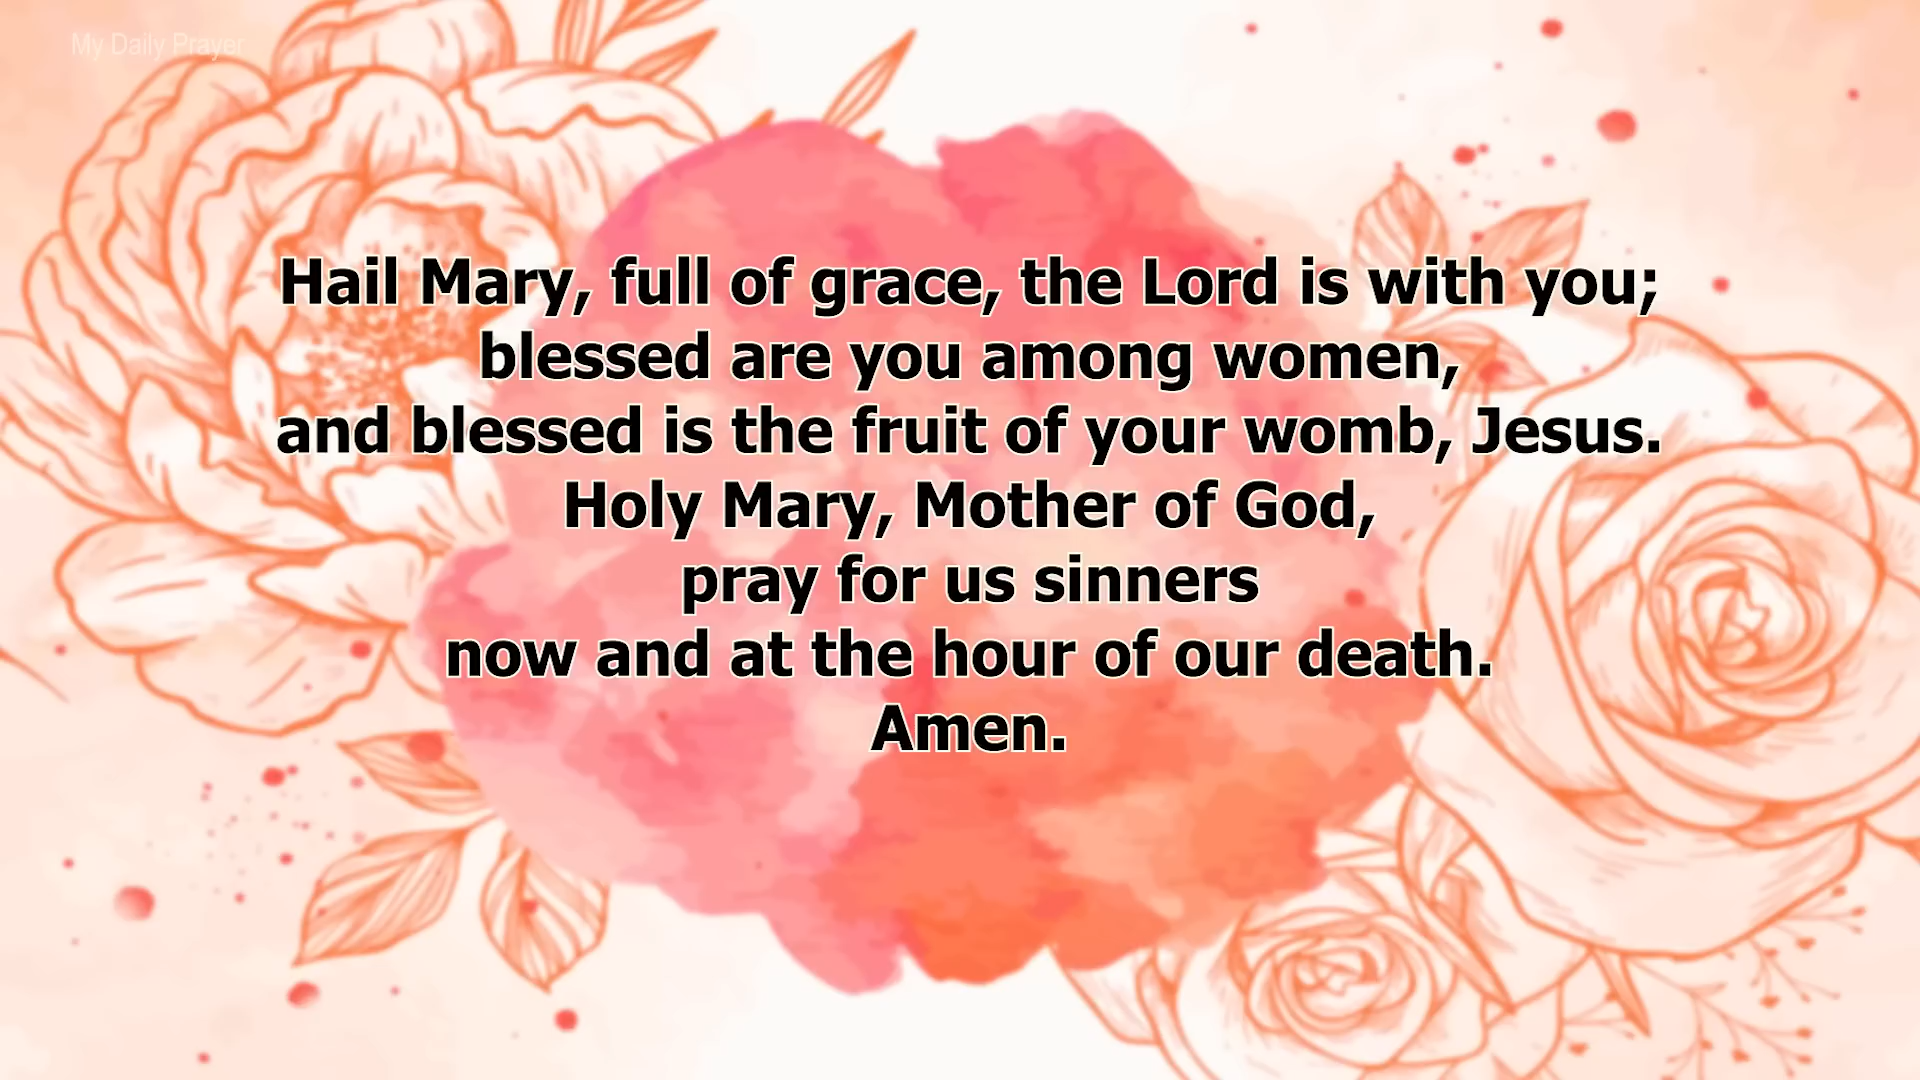 My Daily Prayer
Hail Mary, full of grace, the Lord is with you;
blessed are you among women,
and blessed is the fruit of your womb, Jesus.
Holy Mary, Mother of God,
pray for us sinners
now and at the hour of our death.
Amen.